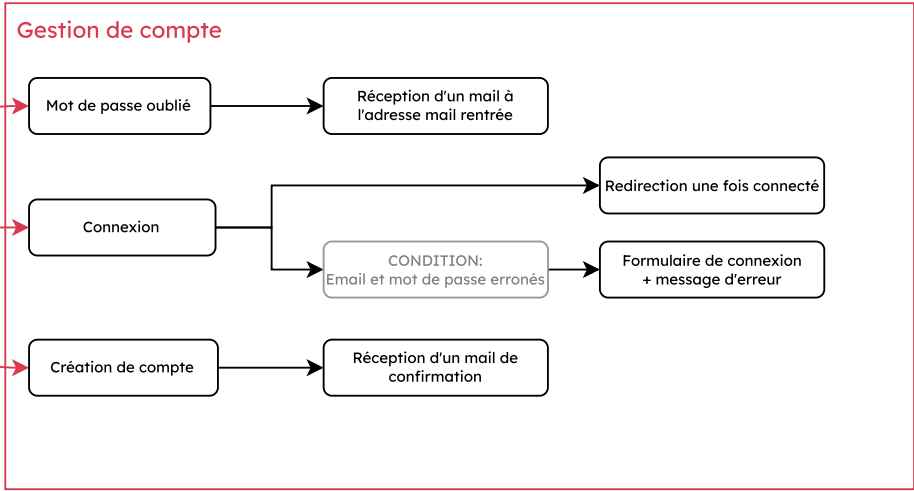 Gestion de compte
Mot de passe oublié
Réception d'un mail à
l'adresse mail rentrée
Redirection une fois connecté
Connexion
CONDITION:
Email et mot de passe erronés
Formulaire de connexion
+ message d'erreur
Création de compte
Réception d'un mail de
confirmation